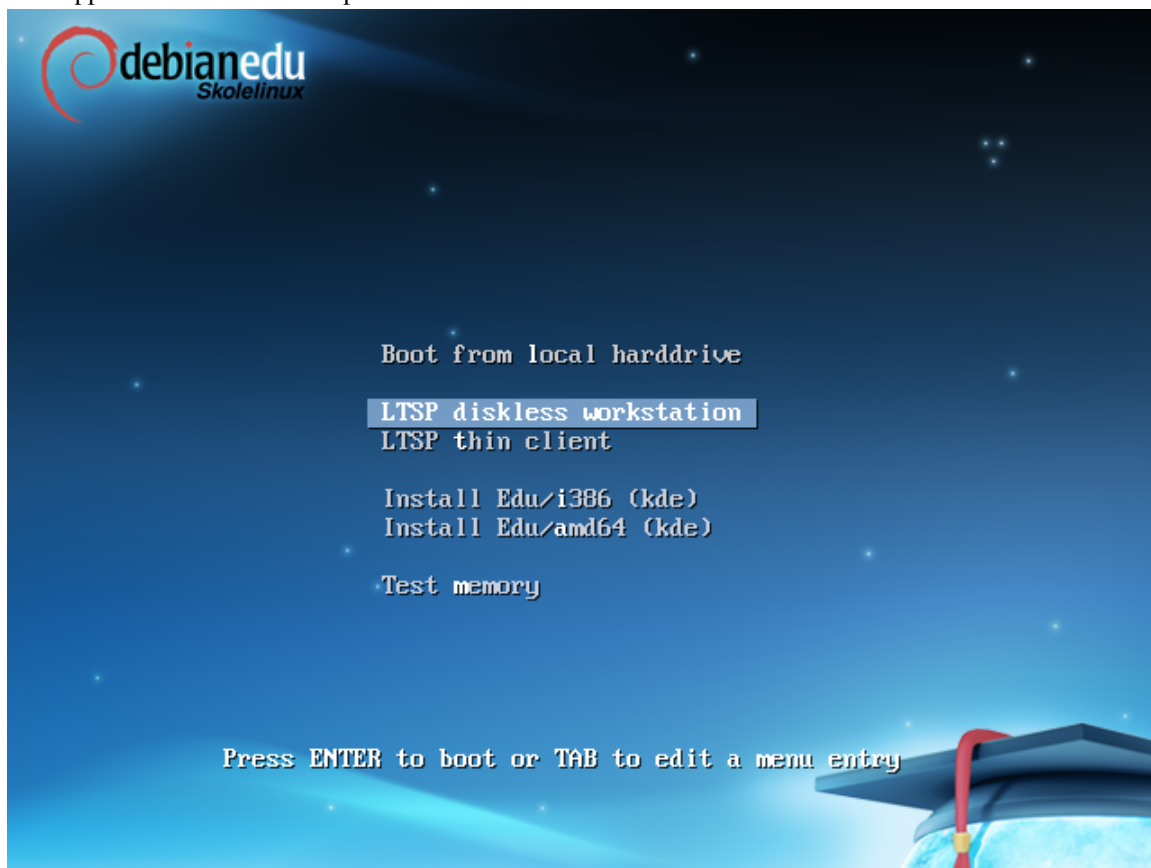 debianedu
Skolelinux
Boot from local harddrive
LTSP diskless workstation
LTSP thin client
Install Edu/i386 (kde)
Install Edu/amd64 (kde)
Test memory
Press ENTER to boot or TAB to edit a menu entry